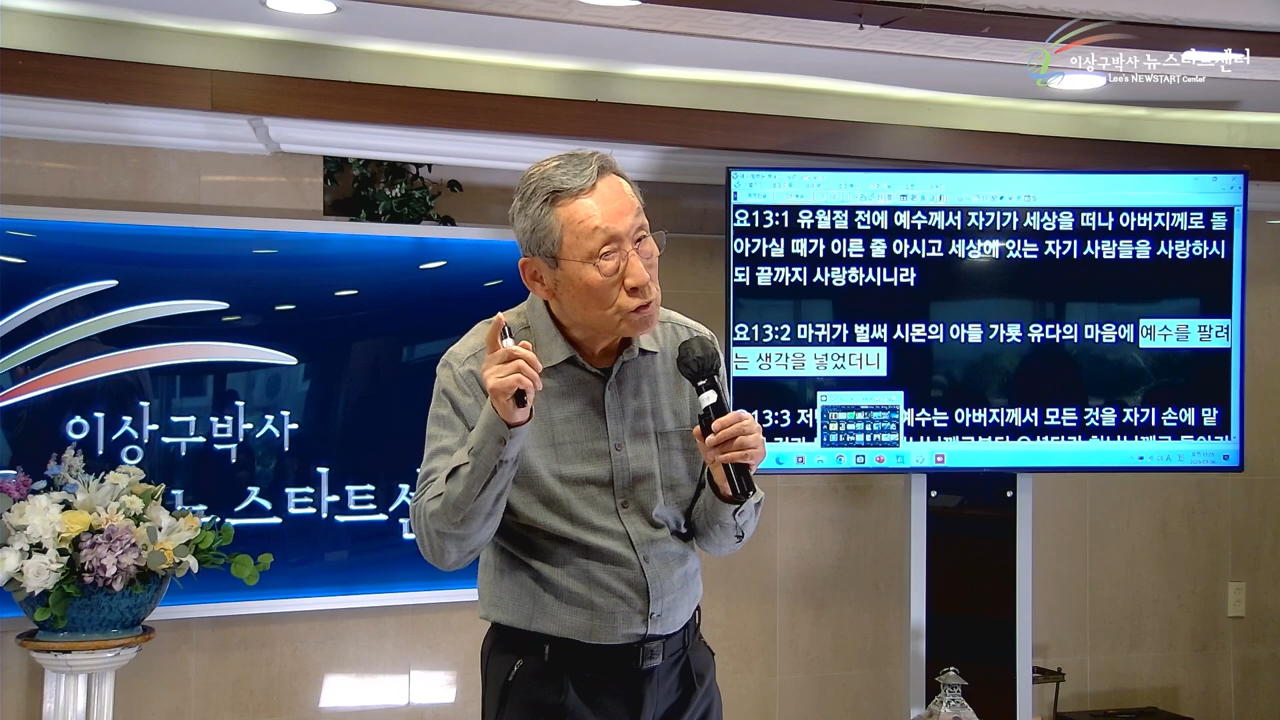 이상구박사 뉴스타트센터
Lee's NEWSTART Center
요13:1 유월절 전에 예수께서 자기가 세상을 떠나 아버지께로 돌
아가실 때가 이른 줄 아시고 세상에 있는 자기 사람들을 사랑하시
되 끝까지 사랑하시니라
요13:2 마귀가 벌써 시몬의 아들 가룟 유다의 마음에 예수를 팔려
는 생각을 넣었더니
13:3 저 예수는 아버지께서 모든 것을 자기 손에 맡
이상구박사
뉴 스타트센